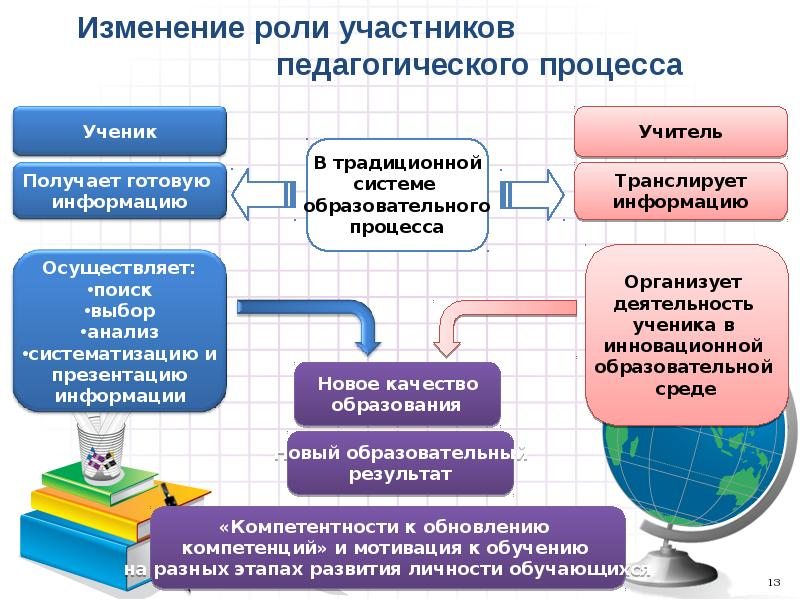 Изменение роли участников
педагогического процесса
Ученик
Учитель
Получает готовую
информацию
В традиционной
системе
образовательного
процесса
Транслирует
информацию
Осуществляет:
•поиск
•выбор
•анализ
•систематизацию и
презентацию
информации
Организует
деятельность
ученика в
инновационной
образовательной
среде
Новое качество
образования
Новый образовательный
результат
«Компетентности к обновлению
компетенций» и мотивация к обучению
на разных этапах развития личности обучающихся
13